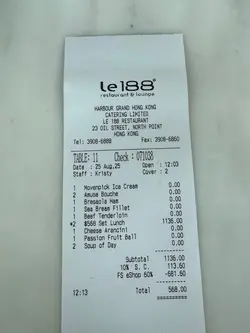 Le188°
restaurant & lounge
HARBOUR GRAND HONG KONG
CATERING LIMITED
LE 188 RESTAURANT
23 OIL STREET, NORTH POINT
HONG KONG
Tel: 3908-6888 Fax: 3908-6860
TABLE: 11 Check : 071038
Date : 25 Aug,25 Open : 12:03
Staff : Kristy Cover : 2
1 Movenpick Ice Cream 0.00
2 Amuse Bouche 0.00
1 Bresaola Ham 0.00
1 Sea Bream Fillet 0.00
1 Beef Tenderloin 0.00
*2 $568 Set Lunch 1136.00
1 Cheese Arancini 0.00
1 Passion Fruit Ball 0.00
2 Soup of Day 0.00
Subtotal 1136.00
10% S. C. 113.60
FS eShop 60% -681.60
12:13 Total 568.00